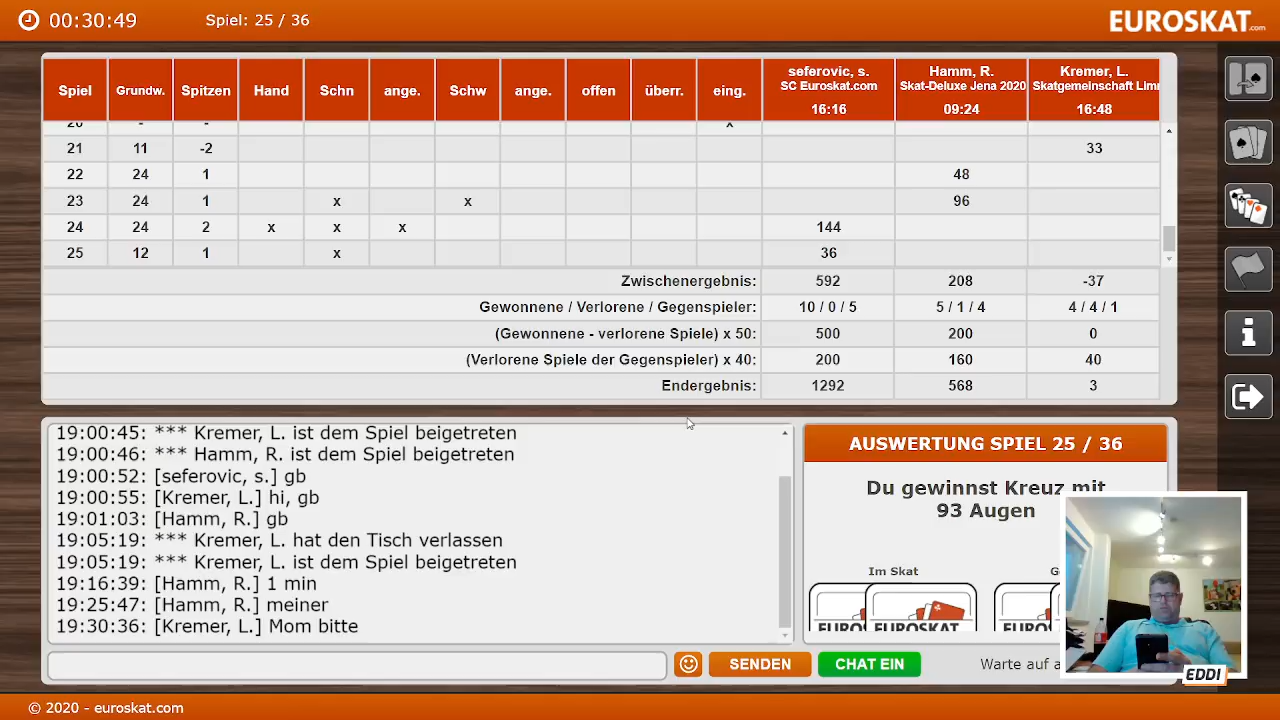 00:30:49 Spiel: 25 / 36 EUROSKAT.com
Spiel Grundw. Spitzen Hand Schn ange. Schw ange. offen überr. eing. seferovic, s. SC Euroskat.com 16:16 Hamm, R. Skat-Deluxe Jena 2020 09:24 Kremer, L. Skatgemeinschaft 16:48
20 - - x
21 11 -2 33
22 24 1 48
23 24 1 x x 96
24 24 2 x x x 144
25 12 1 x 36
Zwischenergebnis: 592 208 -37
Gewonnene / Verlorene / Gegenspieler: 10 / 0 / 5 5 / 1 / 4 4 / 4 / 1
(Gewonnene - verlorene Spiele) x 50: 500 200 0
(Verlorene Spiele der Gegenspieler) x 40: 200 160 40
Endergebnis: 1292 568 3
19:00:45: *** Kremer, L. ist dem Spiel beigetreten
19:00:46: *** Hamm, R. ist dem Spiel beigetreten
19:00:52: [seferovic, s.] gb
19:00:55: [Kremer, L.] hi, gb
19:01:03: [Hamm, R.] gb
19:05:19: *** Kremer, L. hat den Tisch verlassen
19:05:19: *** Kremer, L. ist dem Spiel beigetreten
19:16:39: [Hamm, R.] 1 min
19:25:47: [Hamm, R.] meiner
19:30:36: [Kremer, L.] Mom bitte
SENDEN CHAT EIN
AUSWERTUNG SPIEL 25 / 36
Du gewinnst Kreuz mit
93 Augen
Im Skat
EUROSKAT
Warte auf
EDDI
© 2020 - euroskat.com